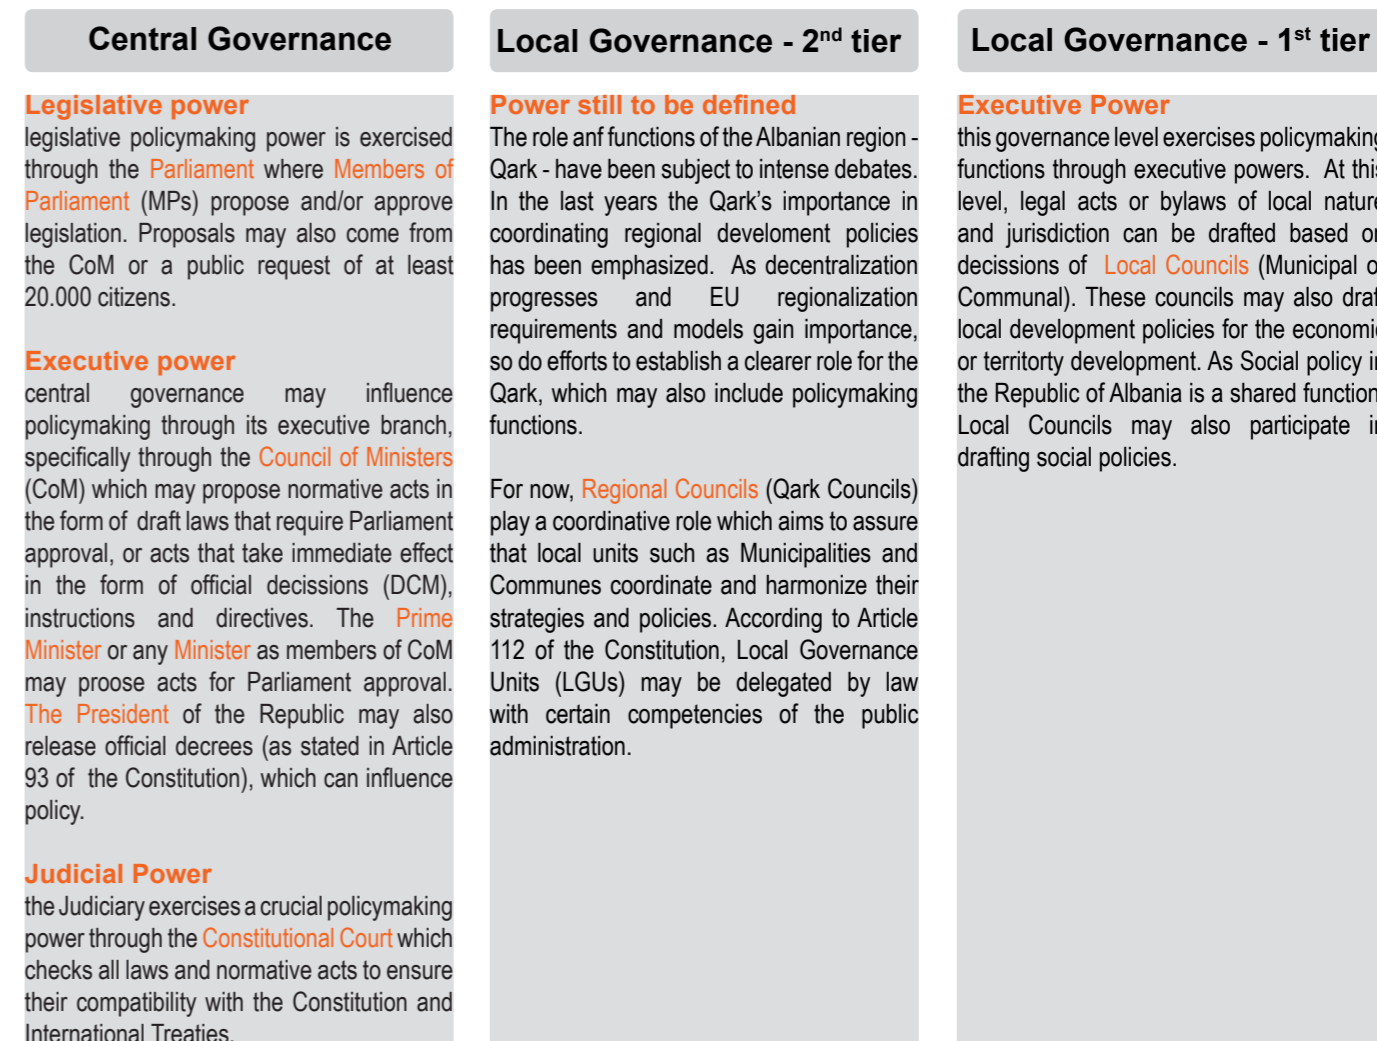 Central Governance
Legislative power
legislative policymaking power is exercised
through the Parliament where Members of
Parliament (MPs) propose and/or approve
legislation. Proposals may also come from
the CoM or a public request of at least
20.000 citizens.
Executive power
central governance may influence
policymaking through its executive branch,
specifically through the Council of Ministers
(CoM) which may propose normative acts in
the form of draft laws that require Parliament
approval, or acts that take immediate effect
in the form of official decissions (DCM),
instructions and directives. The Prime
Minister or any Minister as members of CoM
may proose acts for Parliament approval.
The President of the Republic may also
release official decrees (as stated in Article
93 of the Constitution), which can influence
policy.
Judicial Power
the Judiciary exercises a crucial policymaking
power through the Constitutional Court which
checks all laws and normative acts to ensure
their compatibility with the Constitution and
International Treaties.
Local Governance - 2nd tier
Power still to be defined
The role anf functions of the Albanian region -
Qark - have been subject to intense debates.
In the last years the Qark's importance in
coordinating regional develoment policies
has been emphasized. As decentralization
progresses and EU regionalization
requirements and models gain importance,
so do efforts to establish a clearer role for the
Qark, which may also include policymaking
functions.
For now, Regional Councils (Qark Councils)
play a coordinative role which aims to assure
that local units such as Municipalities and
Communes coordinate and harmonize their
strategies and policies. According to Article
112 of the Constitution, Local Governance
Units (LGUs) may be delegated by law
with certain competencies of the public
administration.
Local Governance - 1st tier
Executive Power
this governance level exercises policymaking
functions through executive powers. At this
level, legal acts or bylaws of local nature
and jurisdiction can be drafted based
decissions of Local Councils (Municipal
Communal). These councils may also draft
local development policies for the economic
or territorty development. As Social policy
the Republic of Albania is a shared function
Local Councils may also participate
drafting social policies.